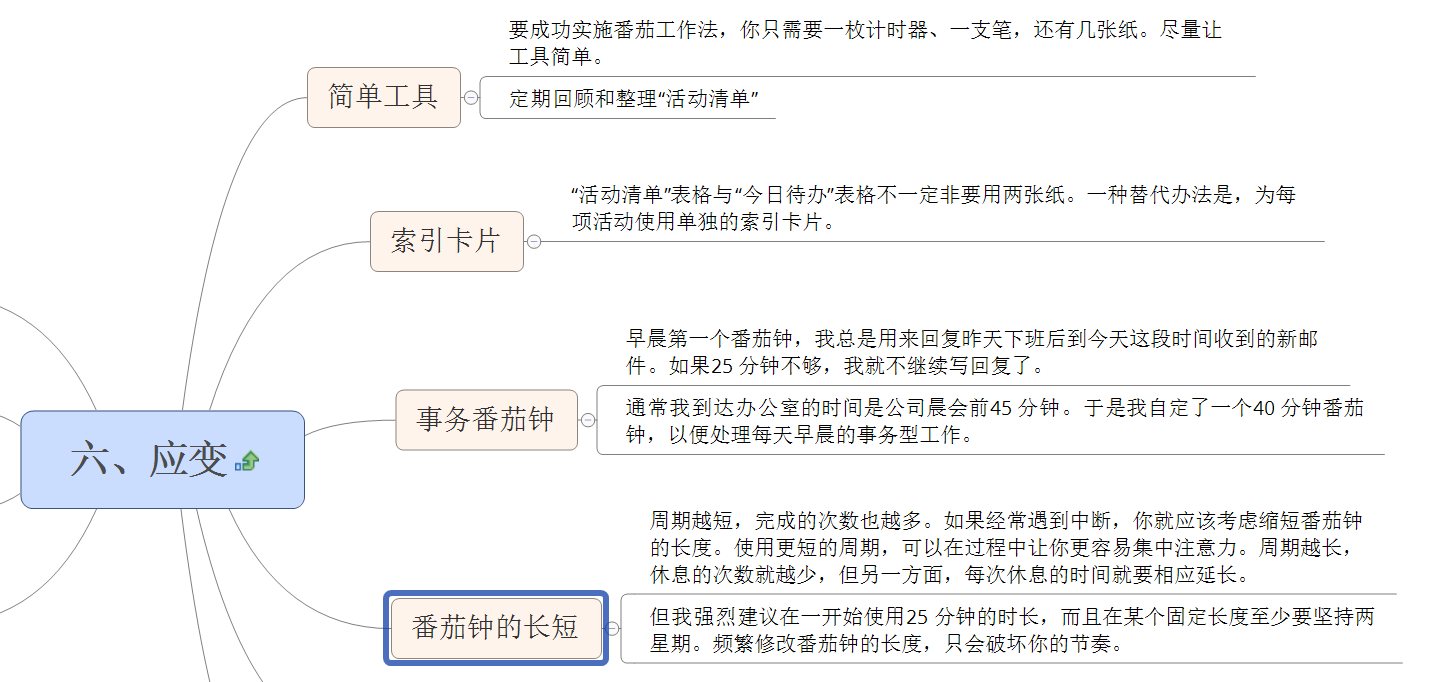 要成功实施番茄工作法，你只需要一枚计时器、一支笔，还有几张纸。尽量让
工具简单。
简单工具
定期回顾和整理“活动清单”
“活动清单”表格与“今日待办”表格不一定非要用两张纸。一种替代办法是，为每
项活动使用单独的索引卡片。
索引卡片
早晨第一个番茄钟，我总是用来回复昨天下班后到今天这段时间收到的新邮
件。如果25 分钟不够，我就不继续写回复了。
事务番茄钟
通常我到达办公室的时间是公司晨会前45 分钟。于是我自定了一个40 分钟番茄
钟，以便处理每天早晨的事务型工作。
六、应变
周期越短，完成的次数也越多。如果经常遇到中断，你就应该考虑缩短番茄钟
的长度。使用更短的周期，可以在过程中让你更容易集中注意力。周期越长，
休息的次数就越少，但另一方面，每次休息的时间就要相应延长。
番茄钟的长短
但我强烈建议在一开始使用25 分钟的时长，而且在某个固定长度至少要坚持两
星期。频繁修改番茄钟的长度，只会破坏你的节奏。